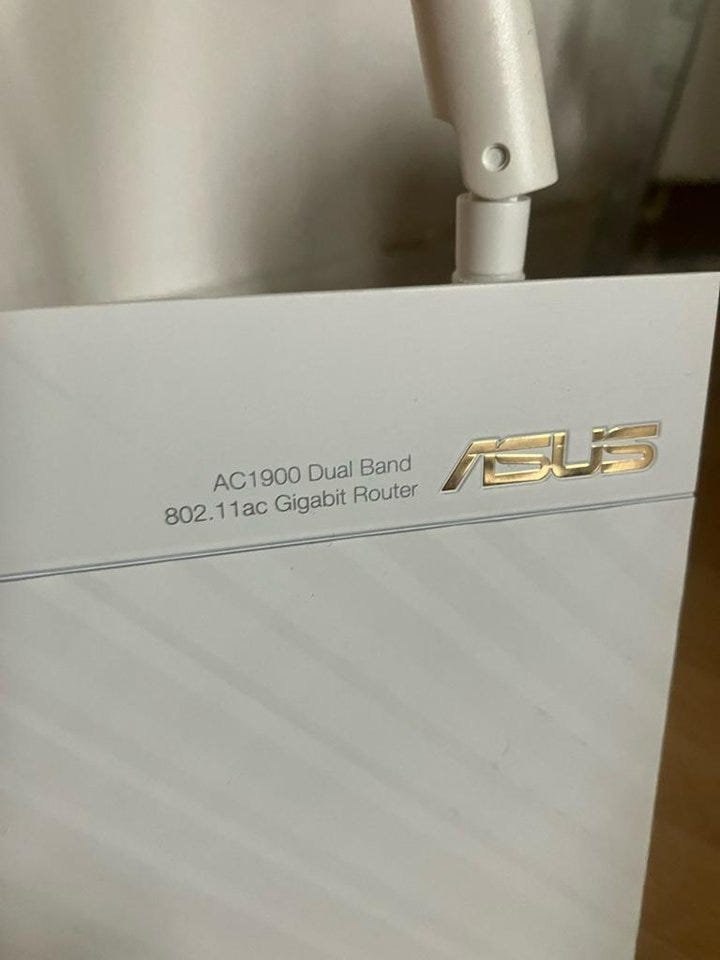 AC1900 Dual Band
802.11ac Gigabit Router
ASUS